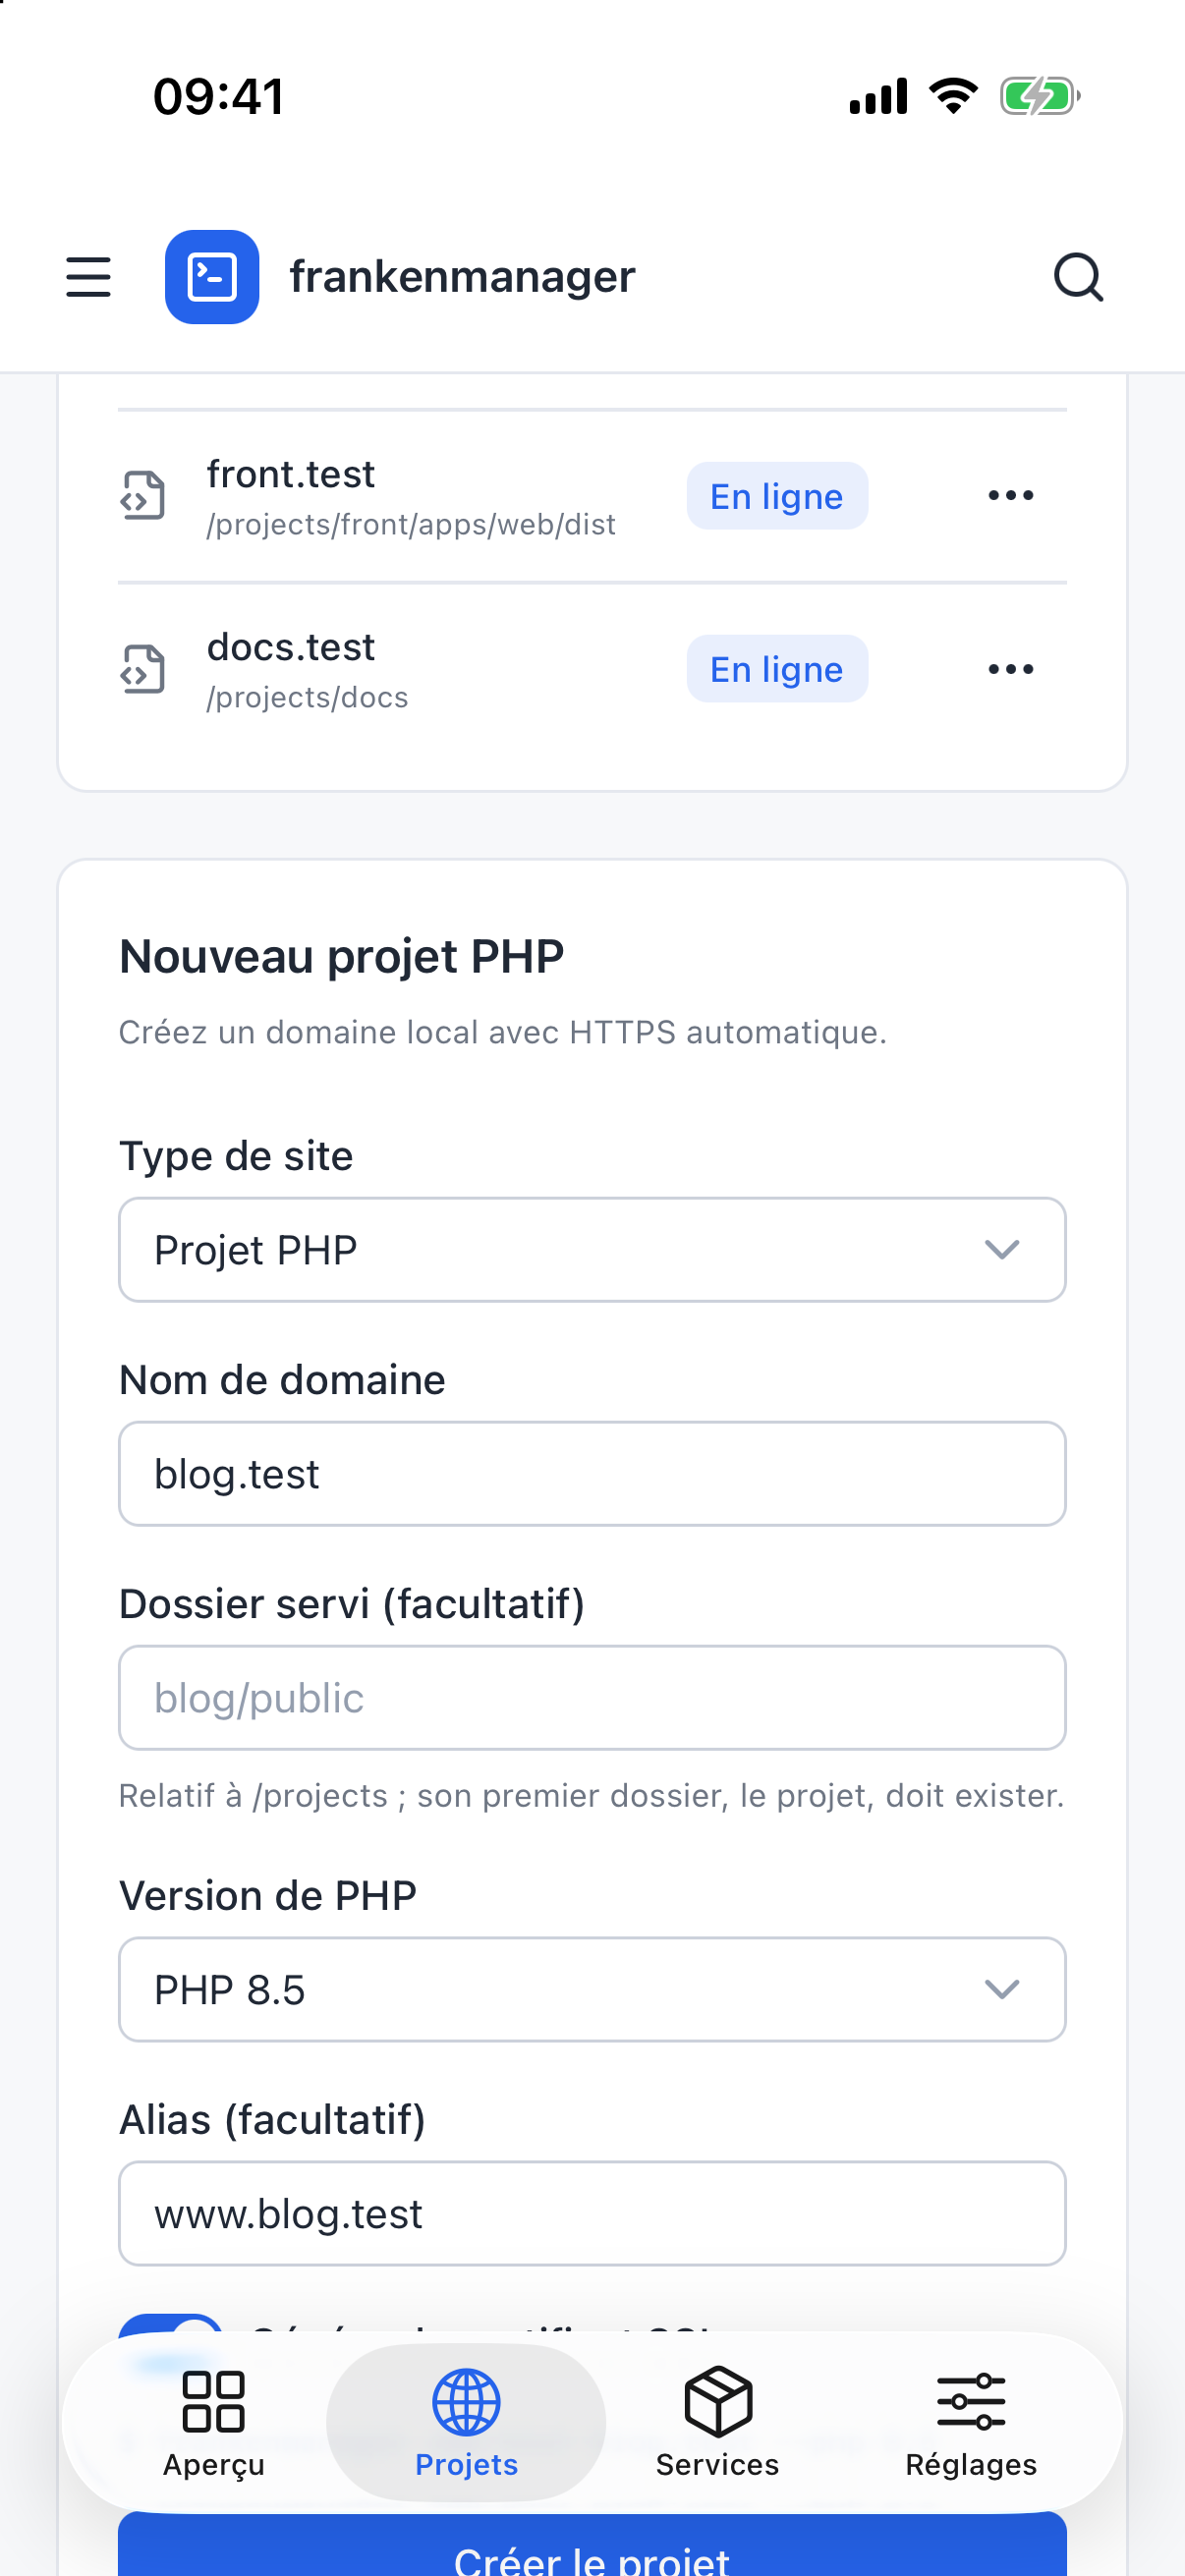 09:41
frankenmanager
front.test
/projects/front/apps/web/dist
En ligne
docs.test
/projects/docs
En ligne
Nouveau projet PHP
Créez un domaine local avec HTTPS automatique.
Type de site
Projet PHP
Nom de domaine
blog.test
Dossier servi (facultatif)
blog/public
Relatif à /projects ; son premier dossier, le projet, doit exister.
Version de PHP
PHP 8.5
Alias (facultatif)
www.blog.test
Aperçu
Projets
Services
Réglages
Créer le projet